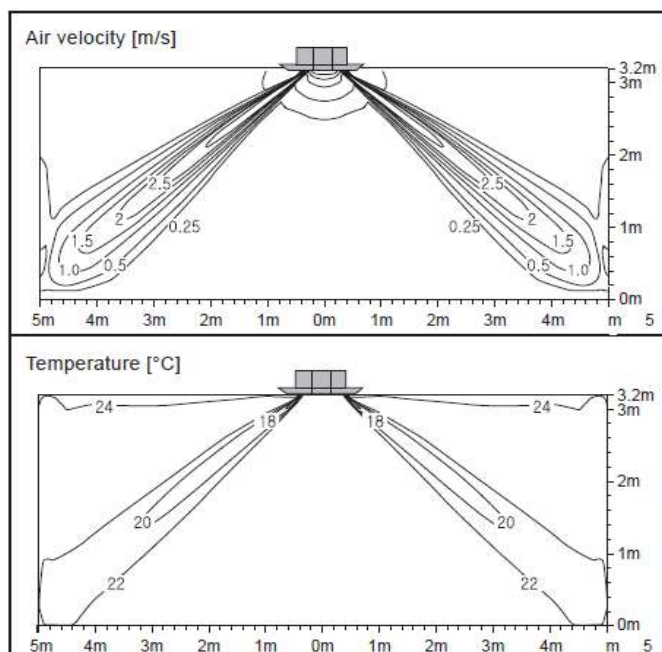 Air velocity [m/s]
3.2m
3m
2m
2.5 2.5
2 2
0.25 0.25
1m
1.5 1.5
1.0 0.5 0.5 1.0
0m
5m 4m 3m 2m 1m 0m 1m 2m 3m 4m m 5
Temperature [°C]
3.2m
24 24
3m
18 18
2m
20 20
1m
22 22
0m
5m 4m 3m 2m 1m 0m 1m 2m 3m 4m m 5